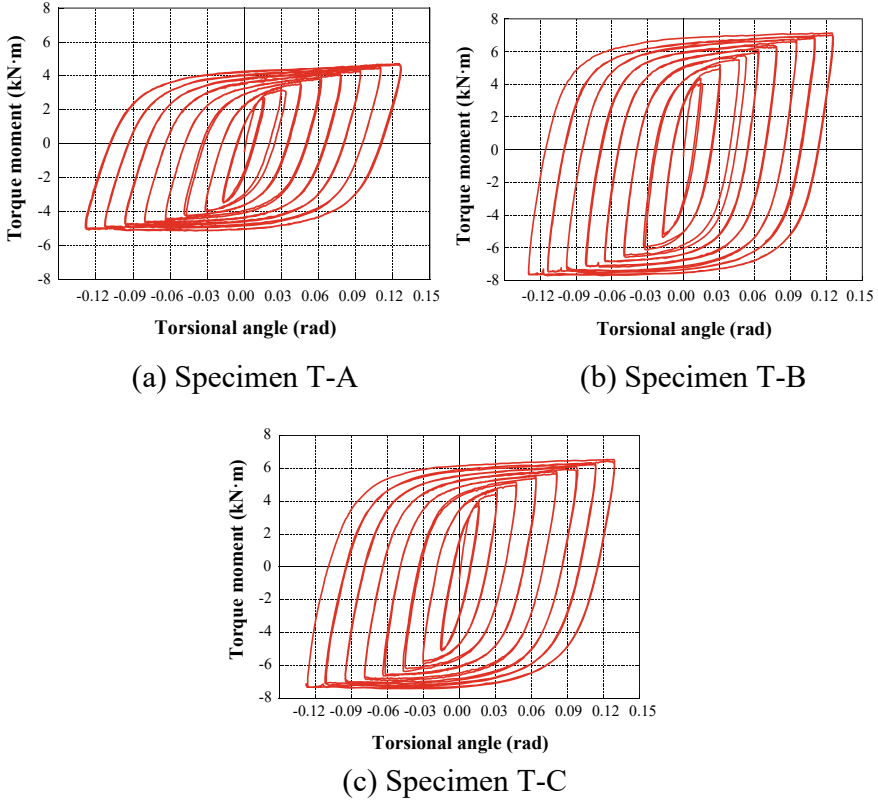 8
6
4
2
0
-2
-4
-6
-8
Torque moment (kN·m)
-0.12 -0.09 -0.06 -0.03 0.00 0.03 0.06 0.09 0.12 0.15
Torsional angle (rad)
(a) Specimen T-A
8
6
4
2
0
-2
-4
-6
-8
Torque moment (kN·m)
-0.12 -0.09 -0.06 -0.03 0.00 0.03 0.06 0.09 0.12 0.15
Torsional angle (rad)
(b) Specimen T-B
8
6
4
2
0
-2
-4
-6
-8
Torque moment (kN·m)
-0.12 -0.09 -0.06 -0.03 0.00 0.03 0.06 0.09 0.12 0.15
Torsional angle (rad)
(c) Specimen T-C